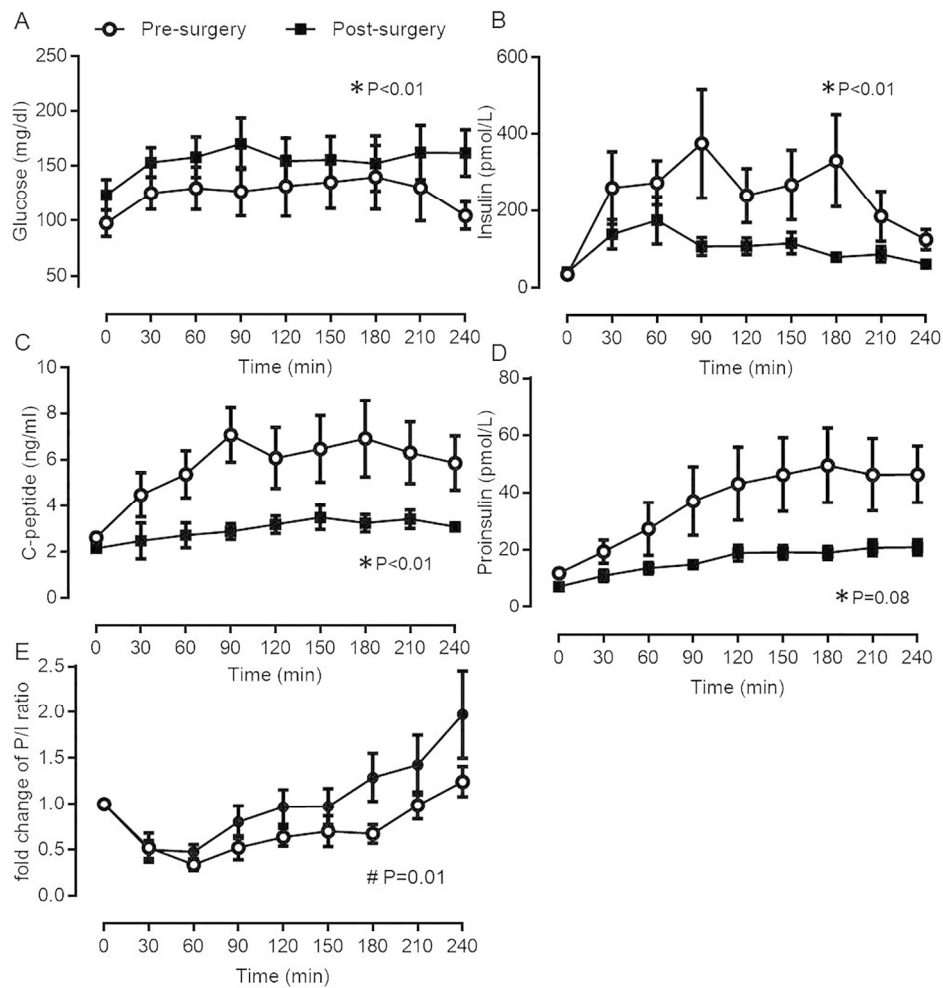 A
Pre-surgery
Post-surgery
Glucose (mg/dl)
250
200
150
100
50
*P<0.01
0 30 60 90 120 150 180 210 240
Time (min)
B
Insulin (pmol/L)
600
400
200
0
*P<0.01
0 30 60 90 120 150 180 210 240
Time (min)
C
C-peptide (ng/ml)
10
8
6
4
2
0
*P<0.01
0 30 60 90 120 150 180 210 240
Time (min)
D
Proinsulin (pmol/L)
80
60
40
20
0
*P=0.08
0 30 60 90 120 150 180 210 240
Time (min)
E
fold change of P/I ratio
2.5
2.0
1.5
1.0
0.5
0.0
# P=0.01
0 30 60 90 120 150 180 210 240
Time (min)